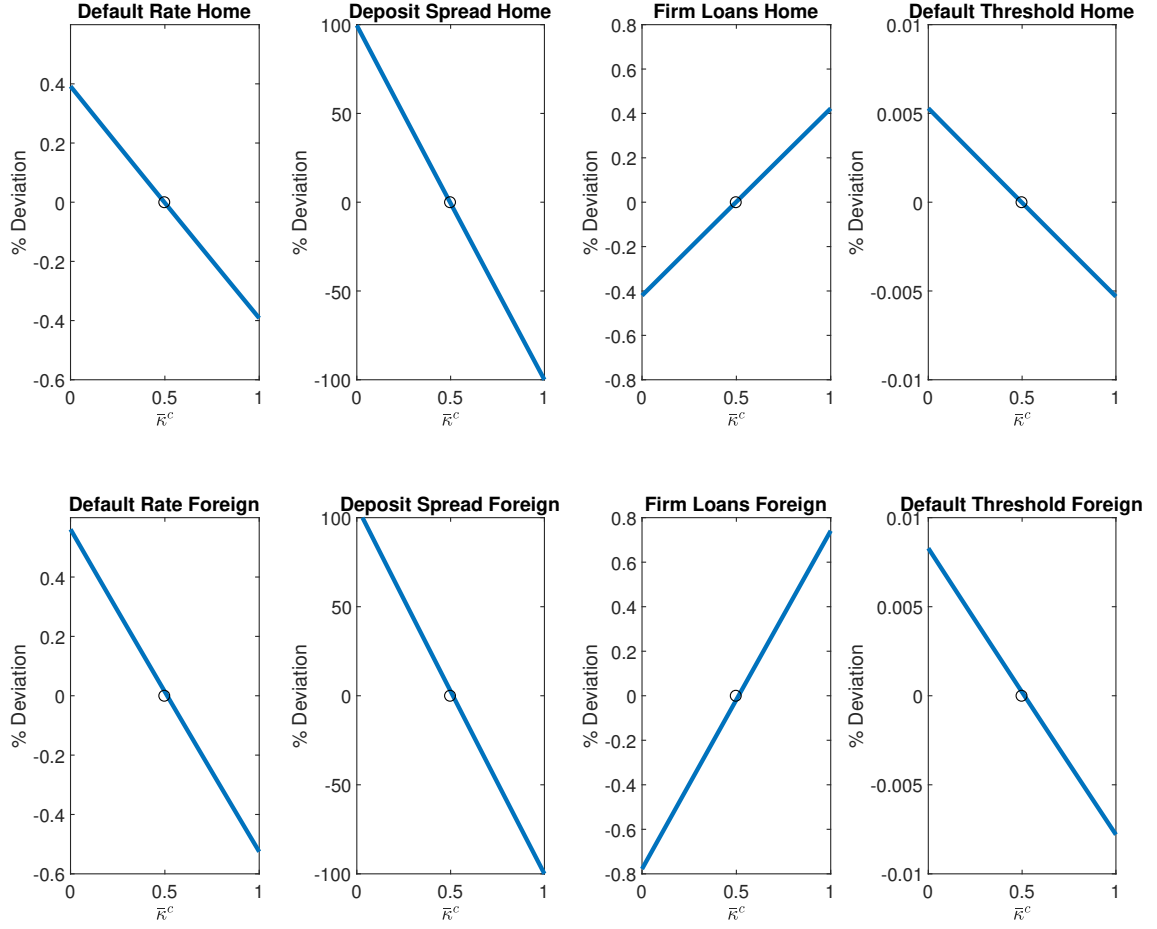 Default Rate Home
% Deviation
0.4
0.2
0
-0.2
-0.4
-0.6
0 0.5 1
κ̄ᶜ
Deposit Spread Home
% Deviation
100
50
0
-50
-100
0 0.5 1
κ̄ᶜ
Firm Loans Home
% Deviation
0.8
0.6
0.4
0.2
0
-0.2
-0.4
-0.6
-0.8
0 0.5 1
κ̄ᶜ
Default Threshold Home
% Deviation
0.01
0.005
0
-0.005
-0.01
0 0.5 1
κ̄ᶜ
Default Rate Foreign
% Deviation
0.4
0.2
0
-0.2
-0.4
-0.6
0 0.5 1
κ̄ᶜ
Deposit Spread Foreign
% Deviation
100
50
0
-50
-100
0 0.5 1
κ̄ᶜ
Firm Loans Foreign
% Deviation
0.8
0.6
0.4
0.2
0
-0.2
-0.4
-0.6
-0.8
0 0.5 1
κ̄ᶜ
Default Threshold Foreign
% Deviation
0.01
0.005
0
-0.005
-0.01
0 0.5 1
κ̄ᶜ